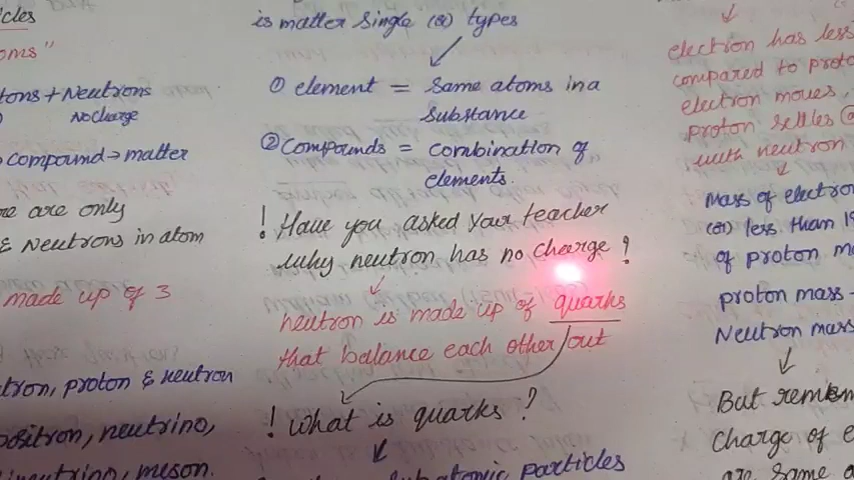 oms"
tons + Neutrons
No charge
compound → matter
re are only
& Neutrons in atom
made up of 3
tron, proton & neutron
ositron, neutrino,
meson.
is matter single (or) types
① element = Same atoms in a
Substance
② Compounds = combination of
elements.
! Have you asked your teacher
why neutron has no charge ?
neutron is made up of quarks
that balance each other/out
! What is quarks ?
Subatomic particles
electron has less
compared to proto
electron moves,
proton settles @
with neutron
Mass of electron
(or) less than
of proton
proton mass -
Neutron mass
But remem
charge of e
are same a